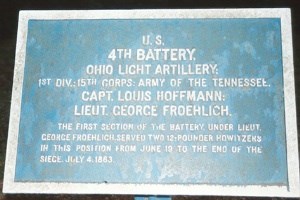 U.S.
4TH BATTERY,
OHIO LIGHT ARTILLERY;
1ST DIV.; 15TH CORPS; ARMY OF THE TENNESSEE.
CAPT. LOUIS HOFFMANN;
LIEUT. GEORGE FROEHLICH.
THE FIRST SECTION OF THE BATTERY, UNDER LIEUT.
GEORGE FROEHLICH, SERVED TWO 12-POUNDER HOWITZERS
IN THIS POSITION FROM JUNE 19 TO THE END OF THE
SIEGE, JULY 4, 1863.